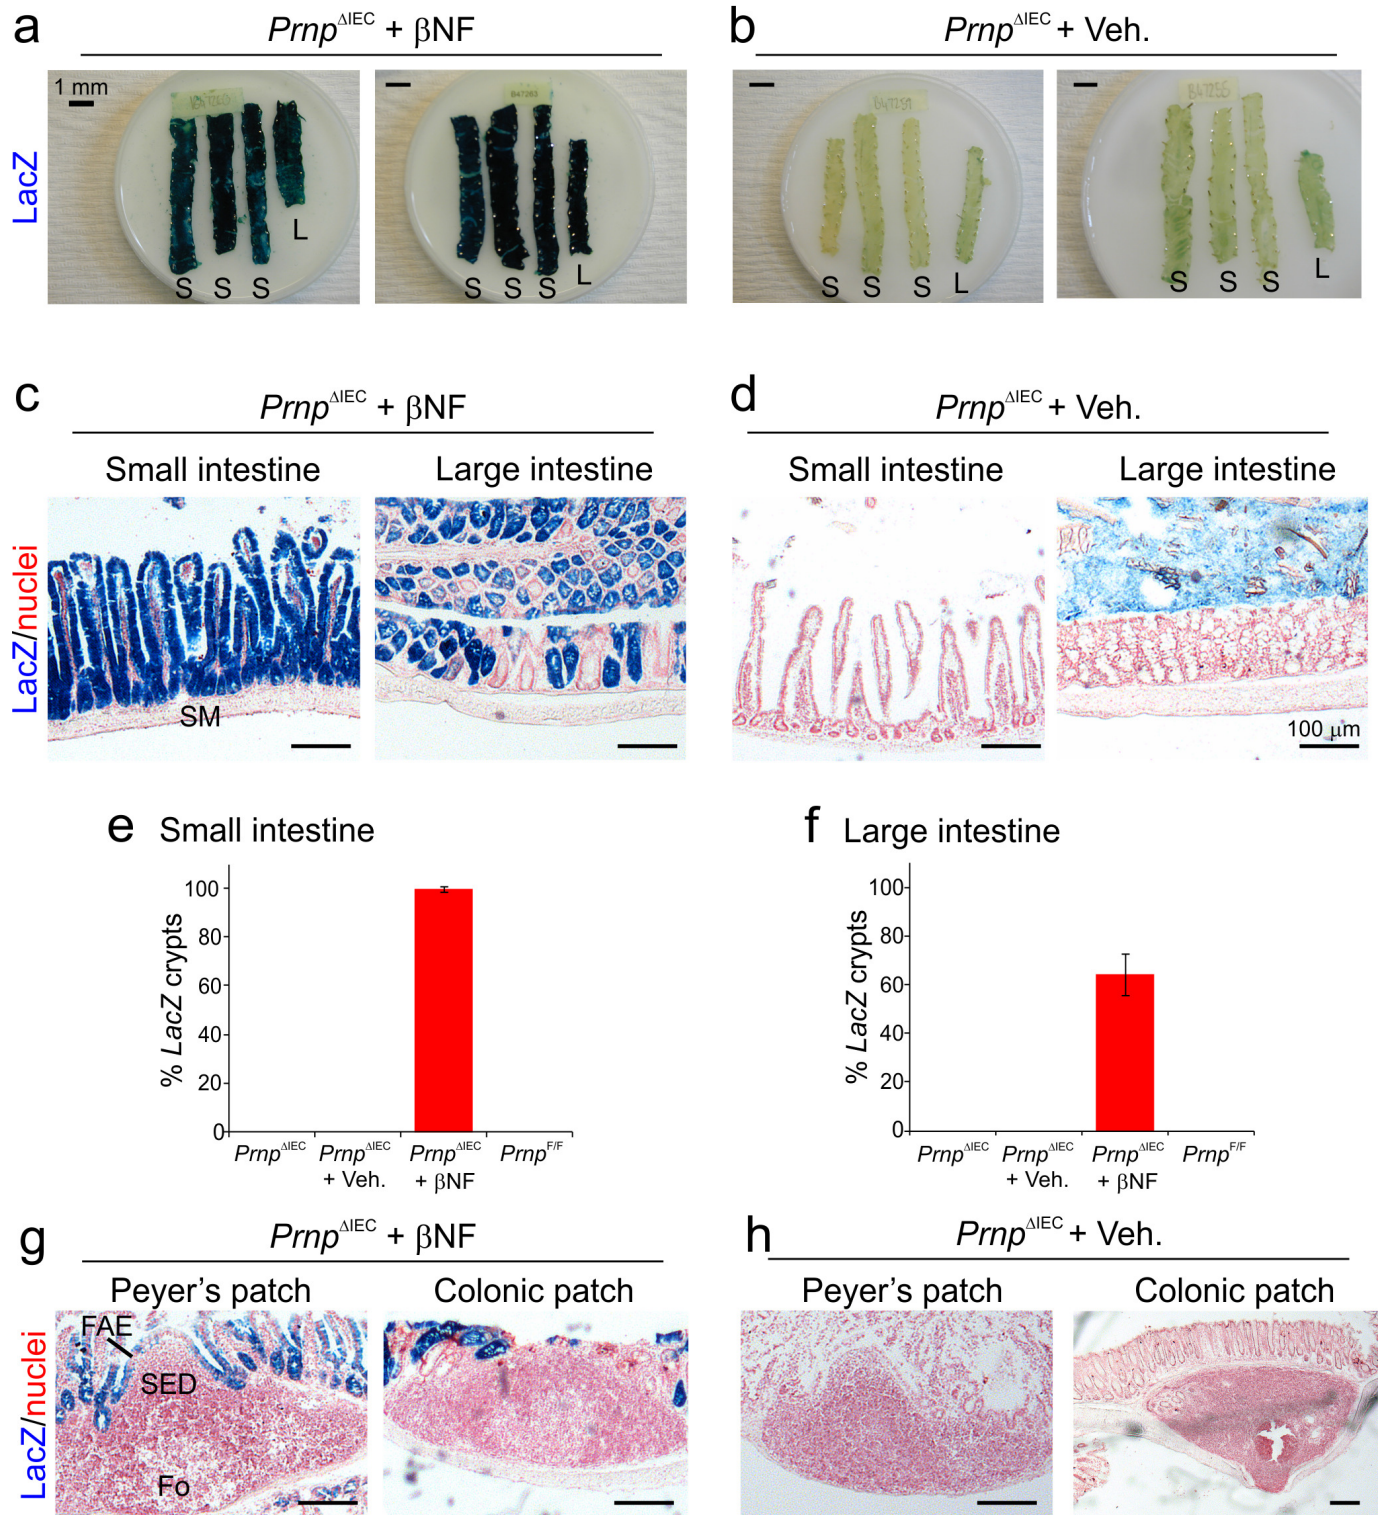 a
Prnp^ΔIEC + βNF
b
Prnp^ΔIEC + Veh.
LacZ
1 mm
B47263
S S S L
S S S L
S S S L
B47255
S S S L
c
Prnp^ΔIEC + βNF
d
Prnp^ΔIEC + Veh.
Small intestine
Large intestine
Small intestine
Large intestine
LacZ/nuclei
SM
100 μm
e Small intestine
f Large intestine
% LacZ crypts
100
80
60
40
20
0
Prnp^ΔIEC
Prnp^ΔIEC + Veh.
Prnp^ΔIEC + βNF
Prnp^F/F
% LacZ crypts
100
80
60
40
20
0
Prnp^ΔIEC
Prnp^ΔIEC + Veh.
Prnp^ΔIEC + βNF
Prnp^F/F
g
Prnp^ΔIEC + βNF
h
Prnp^ΔIEC + Veh.
Peyer’s patch
Colonic patch
Peyer’s patch
Colonic patch
LacZ/nuclei
FAE
SED
Fo